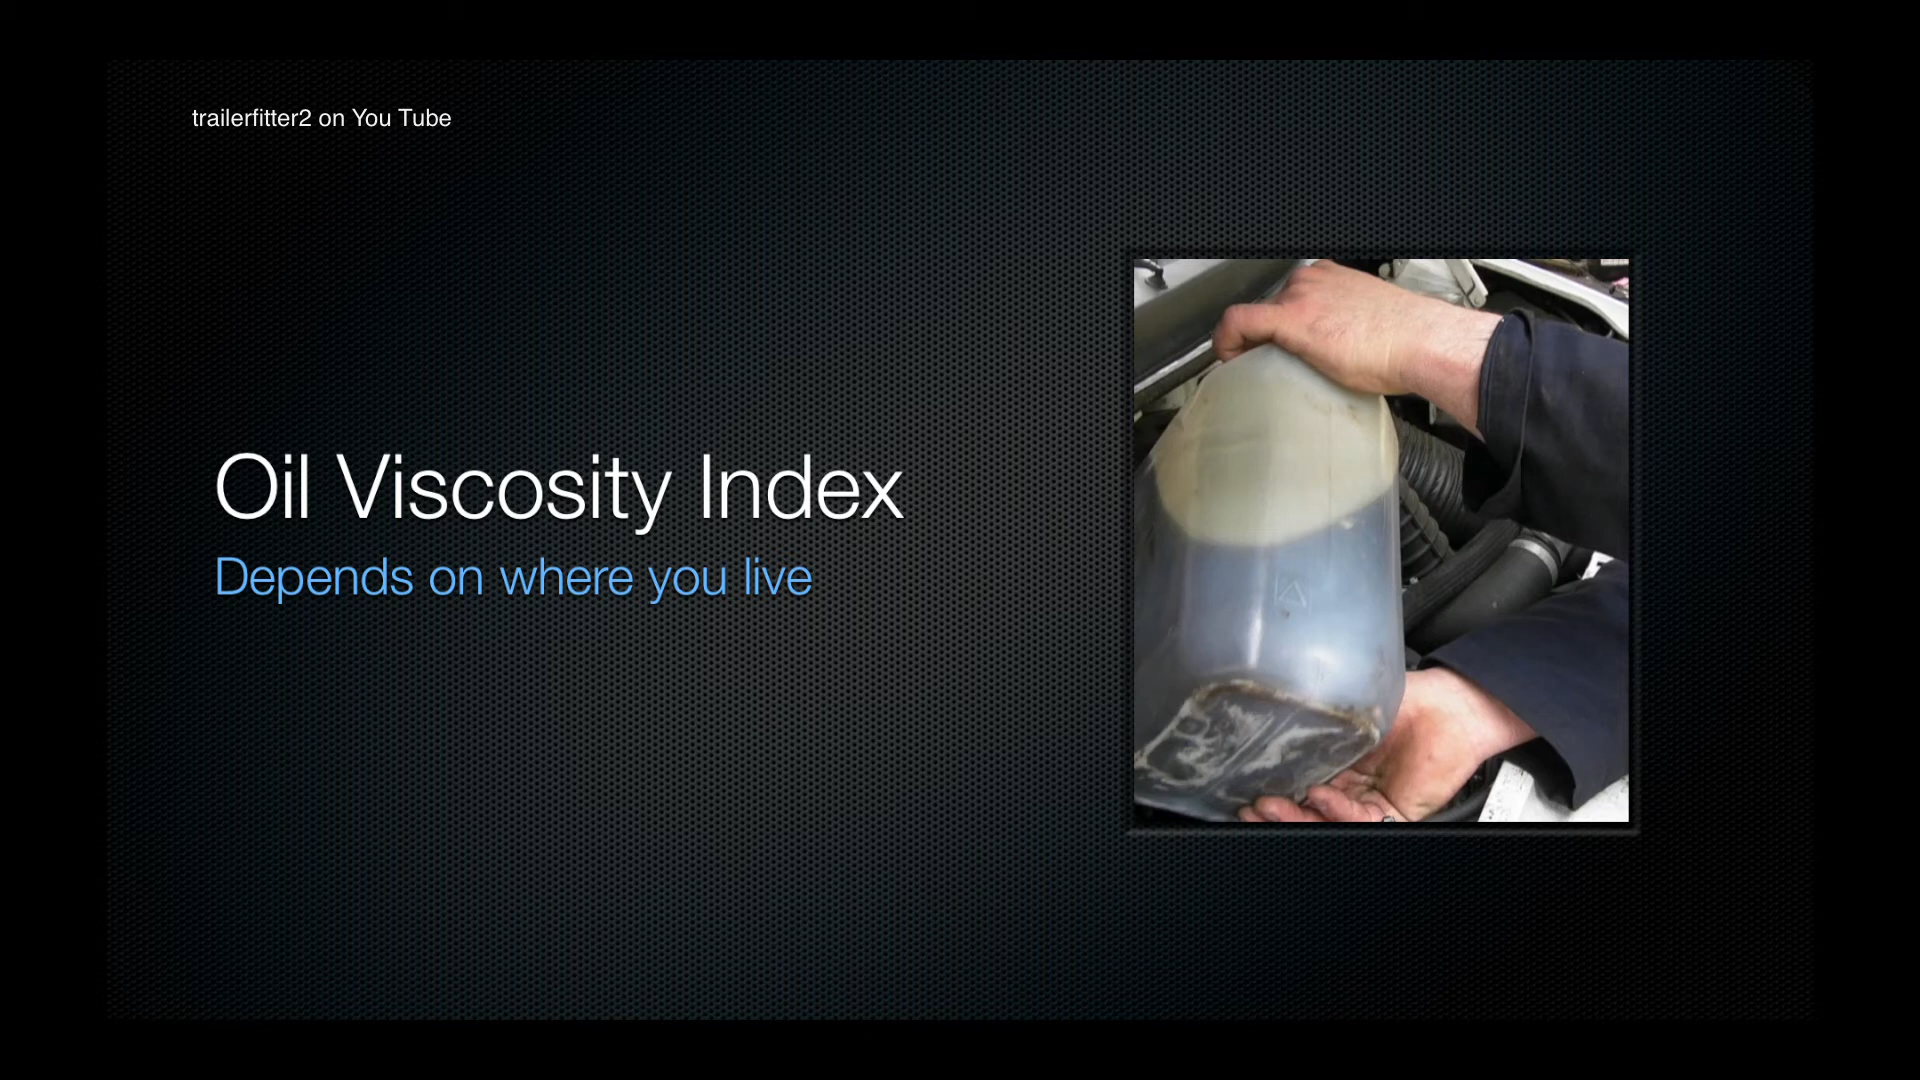 trailerfitter2 on You Tube
Oil Viscosity Index
Depends on where you live